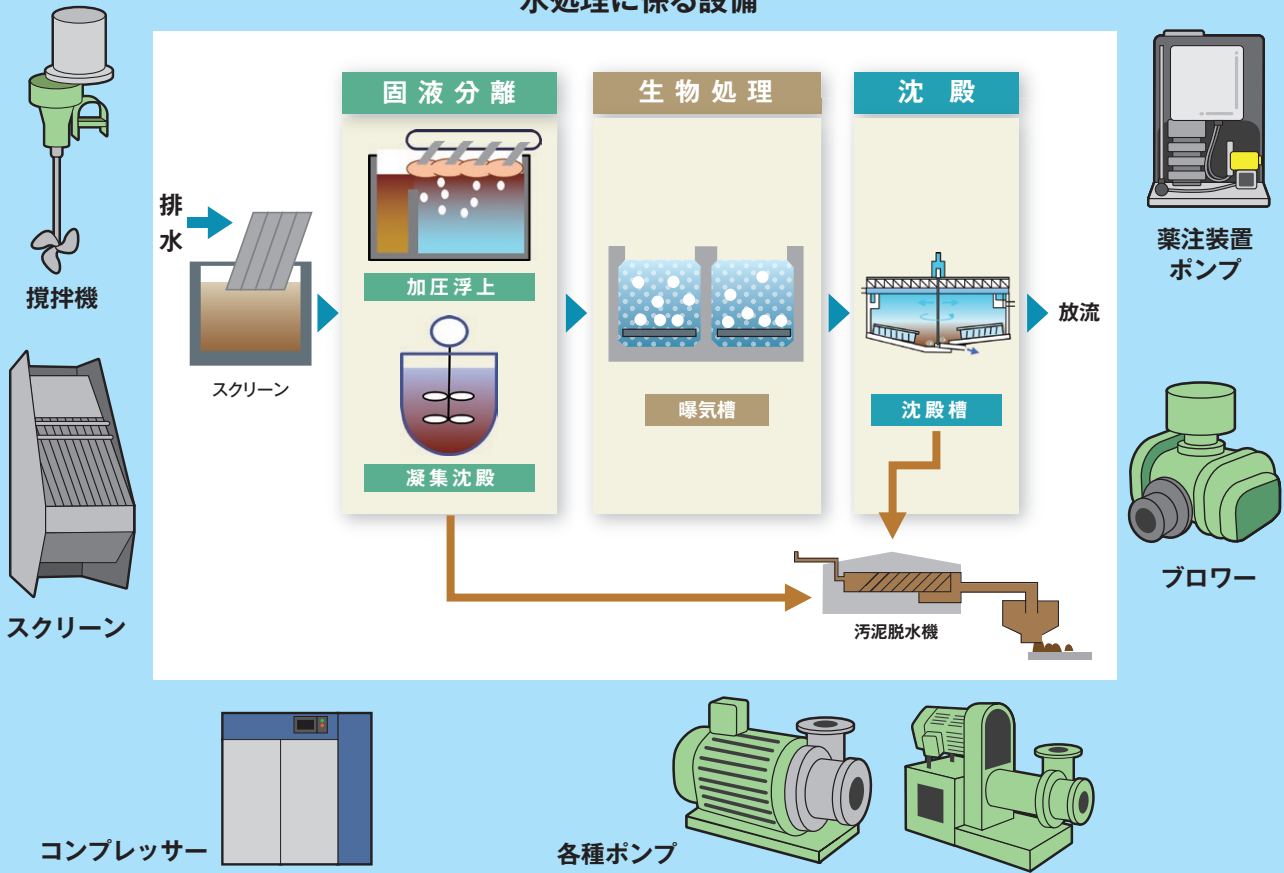 水処理に係る設備
固液分離
生物処理
沈殿
排
水
スクリーン
加圧浮上
凝集沈殿
曝気槽
沈殿槽
放流
汚泥脱水機
撹拌機
スクリーン
薬注装置
ポンプ
ブロワー
コンプレッサー
各種ポンプ